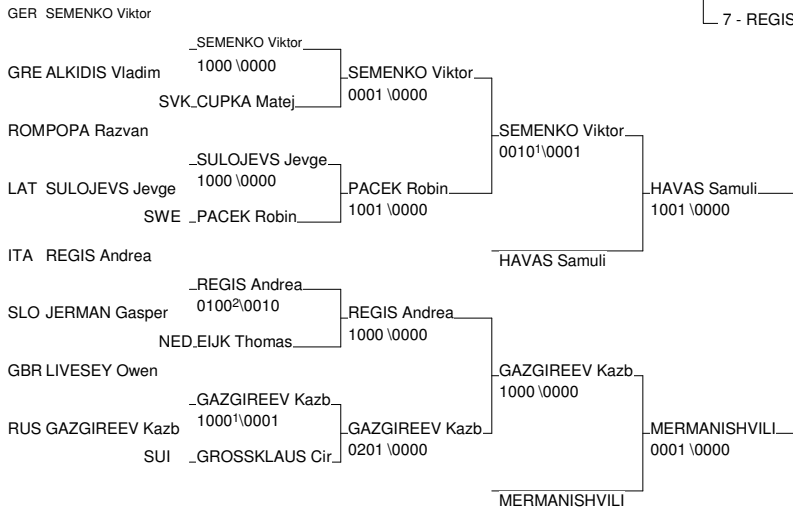 7 - REGIS
GER SEMENKO Viktor
SEMENKO Viktor
1000 \0000
GRE ALKIDIS Vladim
SEMENKO Viktor
0001 \0000
SVK CUPKA Matej
ROM POPA Razvan
SEMENKO Viktor
0010¹\0001
SULOJEVS Jevge
1000 \0000
LAT SULOJEVS Jevge
PACEK Robin
1001 \0000
HAVAS Samuli
1001 \0000
SWE PACEK Robin
ITA REGIS Andrea
HAVAS Samuli
REGIS Andrea
0100²\0010
SLO JERMAN Gasper
REGIS Andrea
1000 \0000
NED EIJK Thomas
GBR LIVESEY Owen
GAZGIREEV Kazb
1000 \0000
GAZGIREEV Kazb
1000¹\0001
RUS GAZGIREEV Kazb
GAZGIREEV Kazb
0201 \0000
MERMANISHVILI
0001 \0000
SUI GROSSKLAUS Cir
MERMANISHVILI